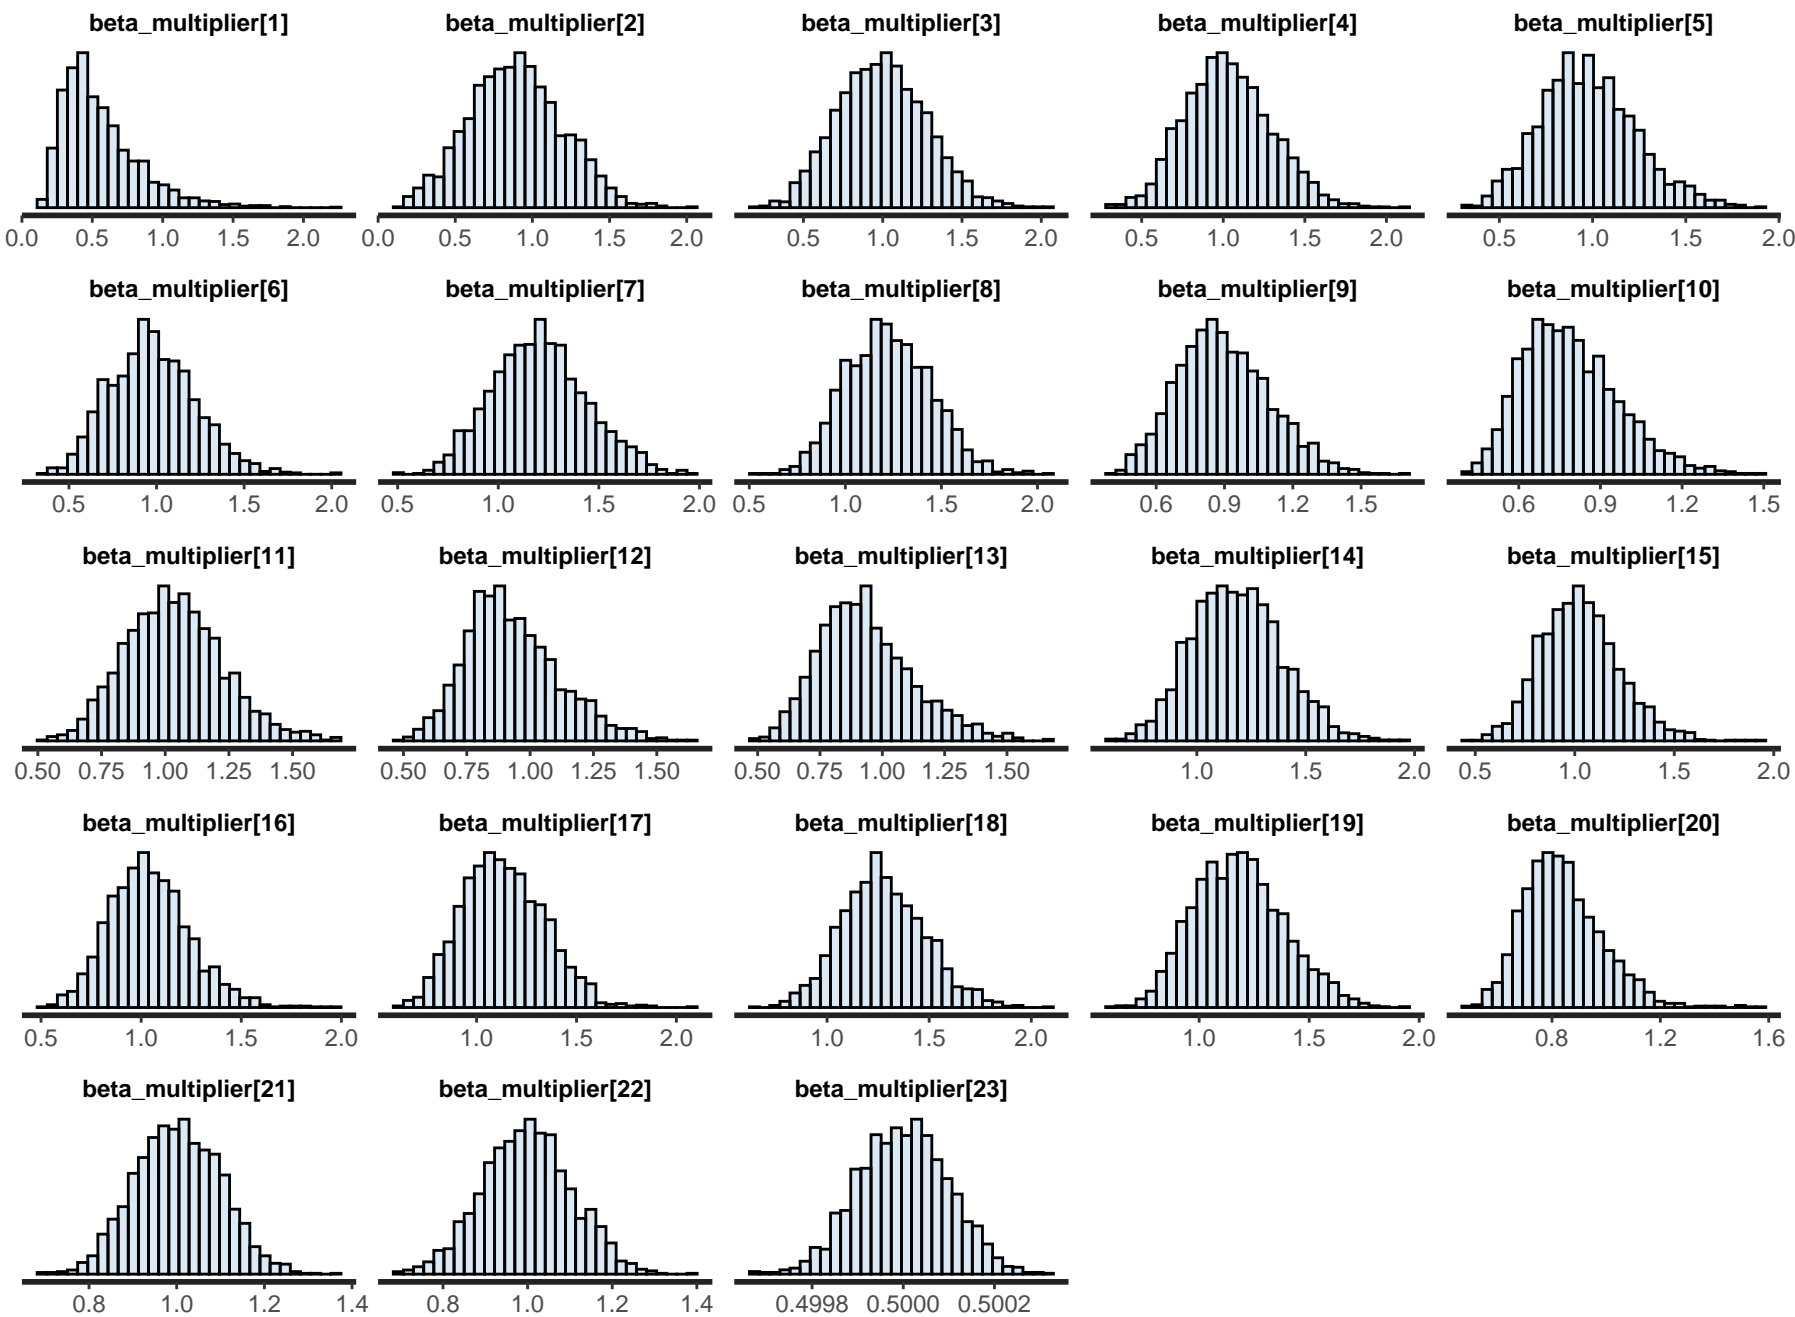 beta_multiplier[1] beta_multiplier[2] beta_multiplier[3] beta_multiplier[4] beta_multiplier[5]
0.0 0.5 1.0 1.5 2.0 0.0 0.5 1.0 1.5 2.0 0.5 1.0 1.5 2.0 0.5 1.0 1.5 2.0 0.5 1.0 1.5 2.0
beta_multiplier[6] beta_multiplier[7] beta_multiplier[8] beta_multiplier[9] beta_multiplier[10]
0.5 1.0 1.5 2.0 0.5 1.0 1.5 2.0 0.5 1.0 1.5 2.0 0.6 0.9 1.2 1.5 0.6 0.9 1.2 1.5
beta_multiplier[11] beta_multiplier[12] beta_multiplier[13] beta_multiplier[14] beta_multiplier[15]
0.50 0.75 1.00 1.25 1.50 0.50 0.75 1.00 1.25 1.50 0.50 0.75 1.00 1.25 1.50 1.0 1.5 2.0 0.5 1.0 1.5 2.0
beta_multiplier[16] beta_multiplier[17] beta_multiplier[18] beta_multiplier[19] beta_multiplier[20]
0.5 1.0 1.5 2.0 1.0 1.5 2.0 1.0 1.5 2.0 1.0 1.5 2.0 0.8 1.2 1.6
beta_multiplier[21] beta_multiplier[22] beta_multiplier[23]
0.8 1.0 1.2 1.4 0.8 1.0 1.2 1.4 0.4998 0.5000 0.5002